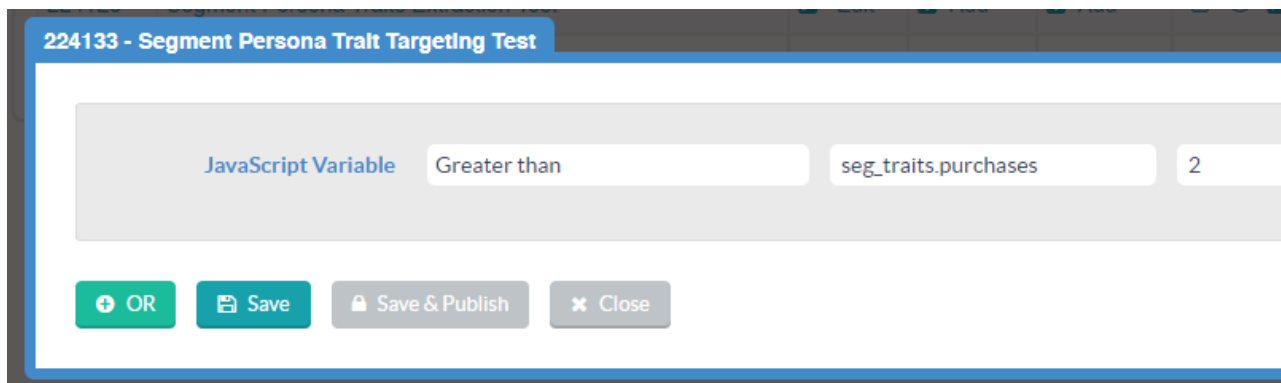 224133 - Segment Persona Trait Targeting Test
JavaScript Variable Greater than seg_traits.purchases 2
OR Save Save & Publish Close